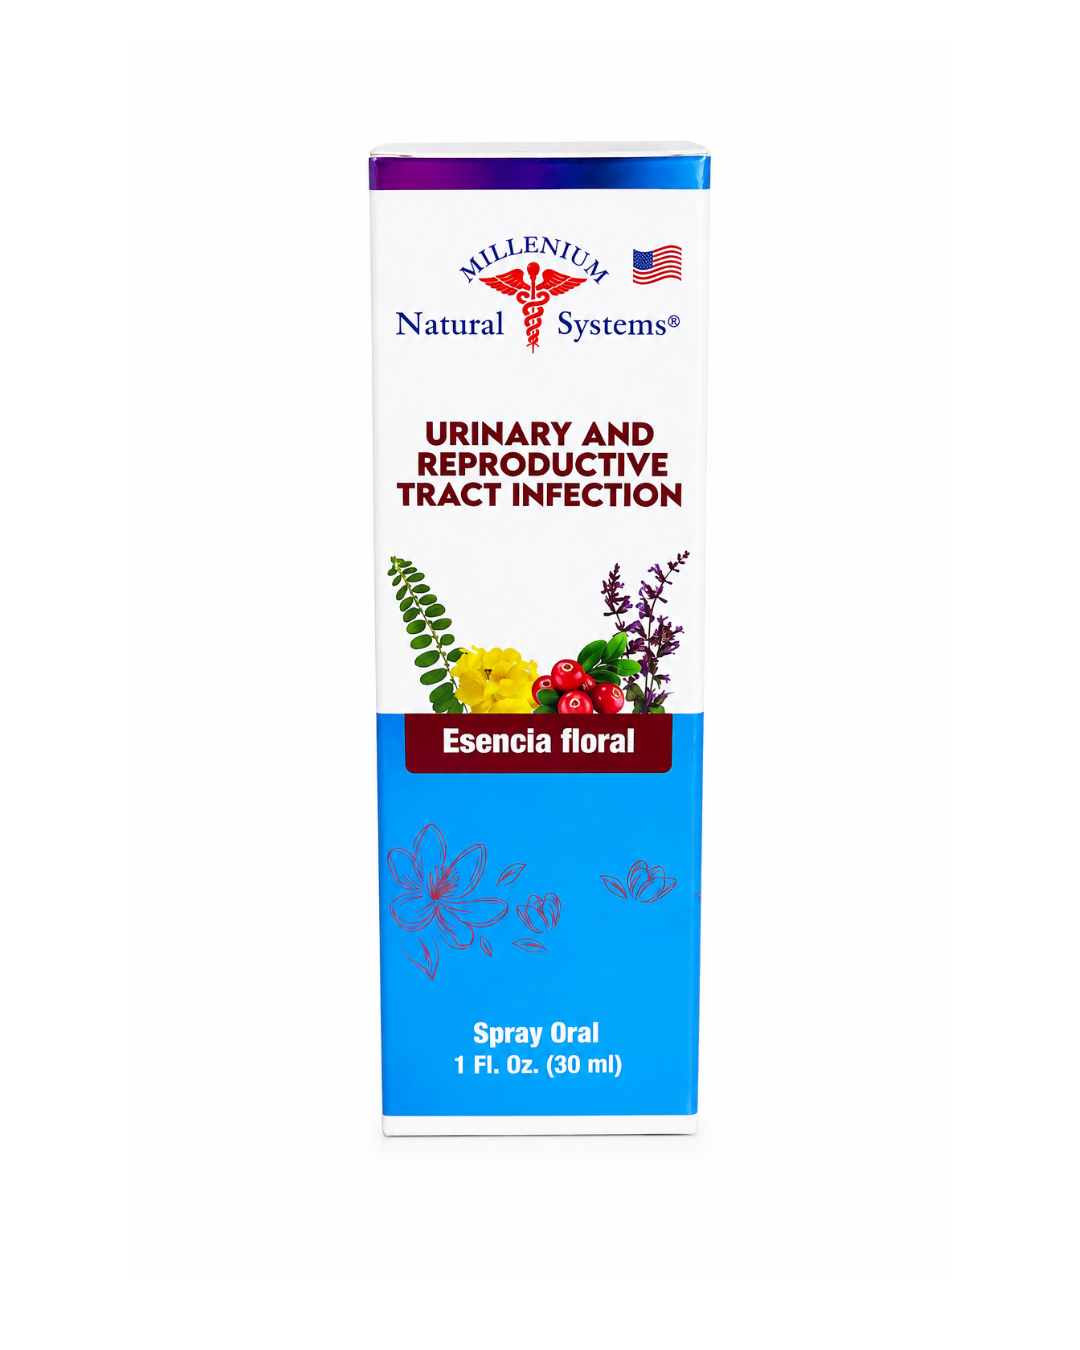 MILLENIUM
Natural Systems®
URINARY AND
REPRODUCTIVE
TRACT INFECTION
Esencia floral
Spray Oral
1 Fl. Oz. (30 ml)